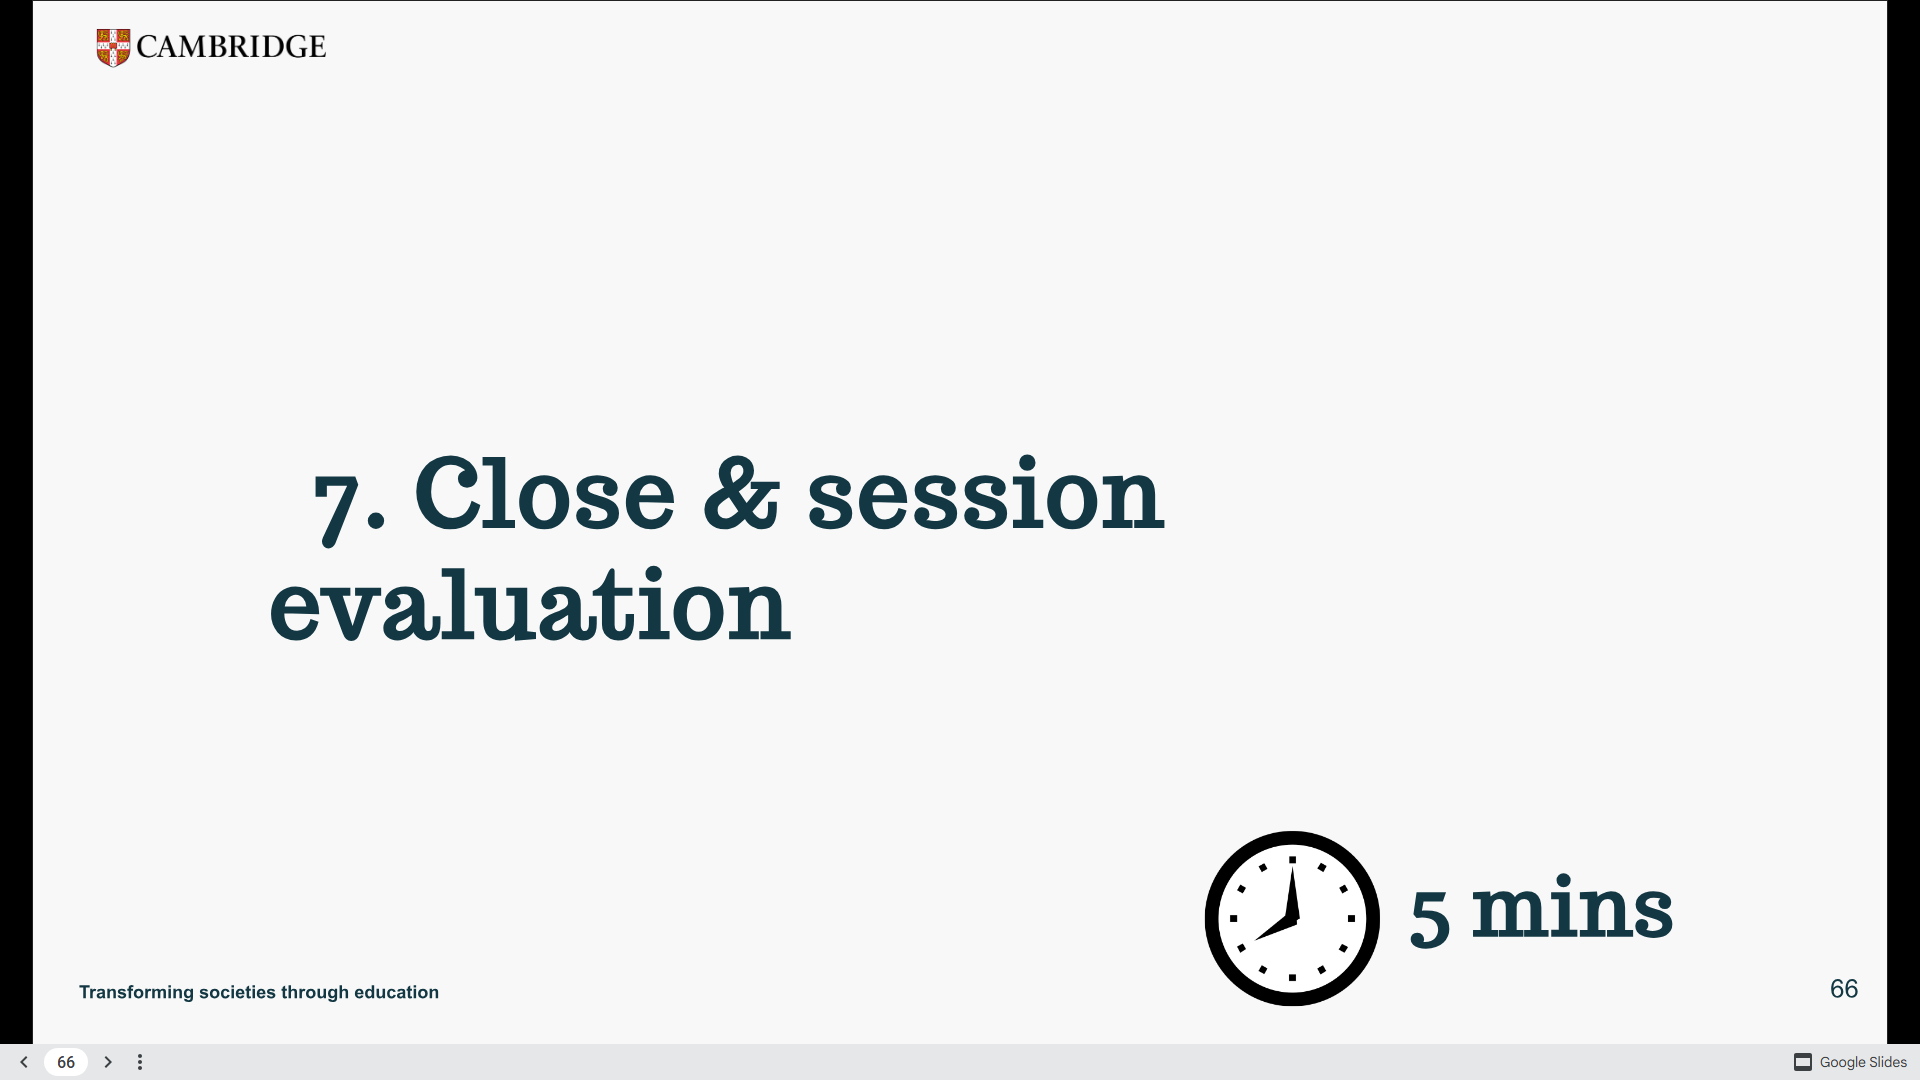 CAMBRIDGE
7. Close & session
evaluation
5 mins
Transforming societies through education
66
66
Google Slides